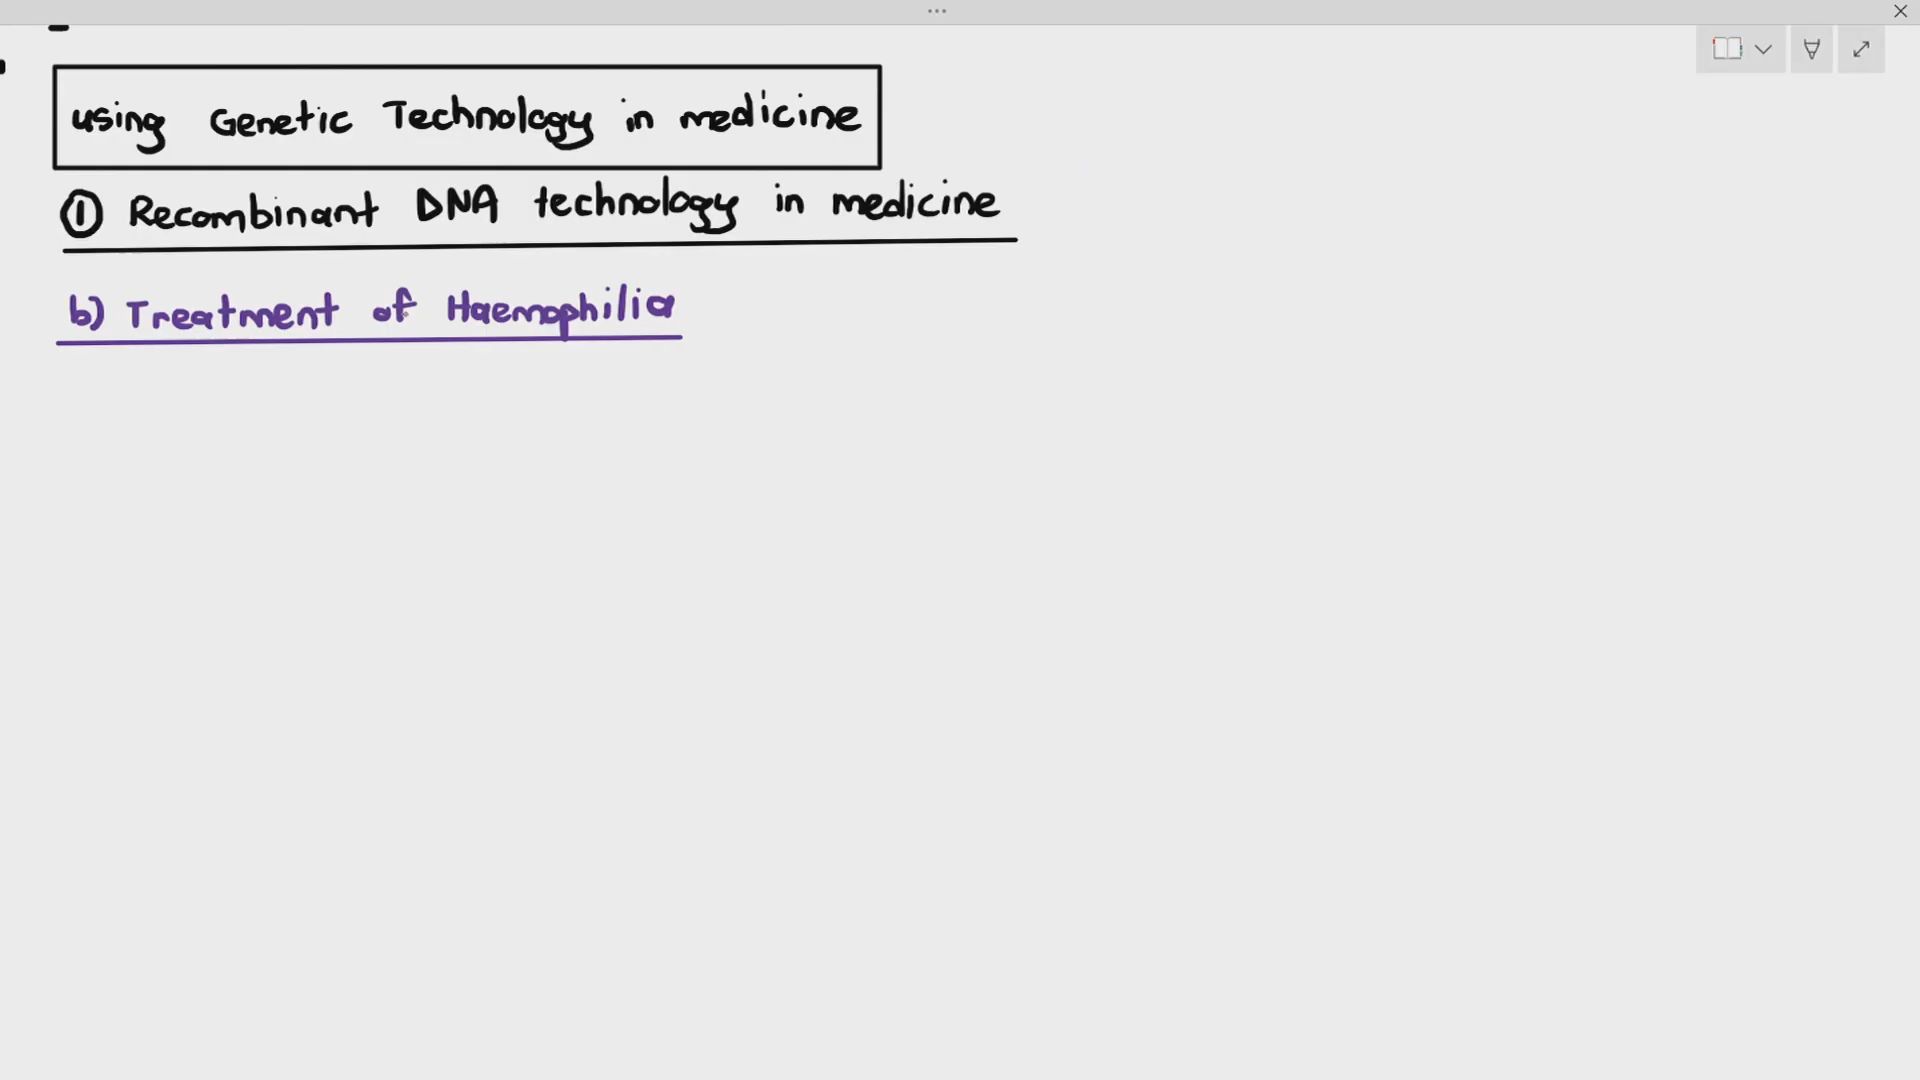 using Genetic Technology in medicine
① Recombinant DNA technology in medicine
b) Treatment of Haemophilia